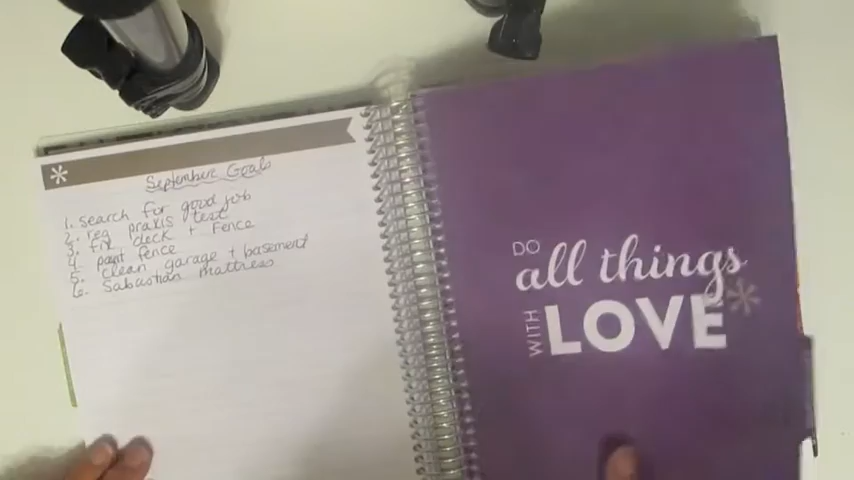 September Goals
1. search for good job
2. reg praxis test
3. fix deck + Fence
4. paint fence
5. clean garage + basement
6. Sabastian mattress
DO
all things
WITH LOVE